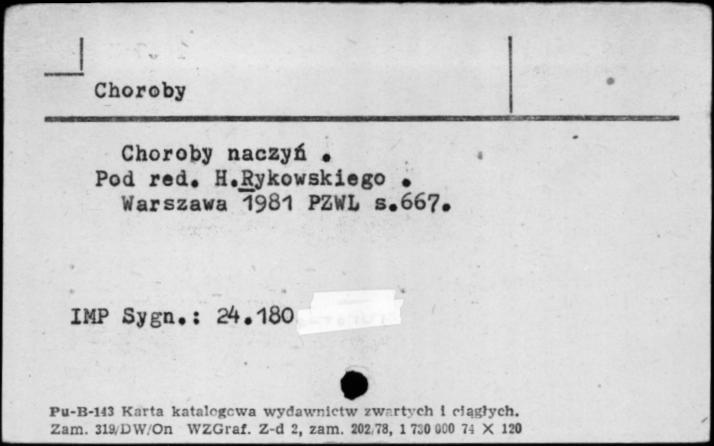 Choroby
Choroby naczyń .
Pod red. H.Rykowskiego .
Warszawa 1981 PZWL s.667.
IMP Sygn.: 24.180
Pu-B-143 Karta katalogowa wydawnictw zwartych i ciągłych.
Zam. 319/DW/On WZGraf. Z-d 2, zam. 202/78, 1 730 000 74 X 120